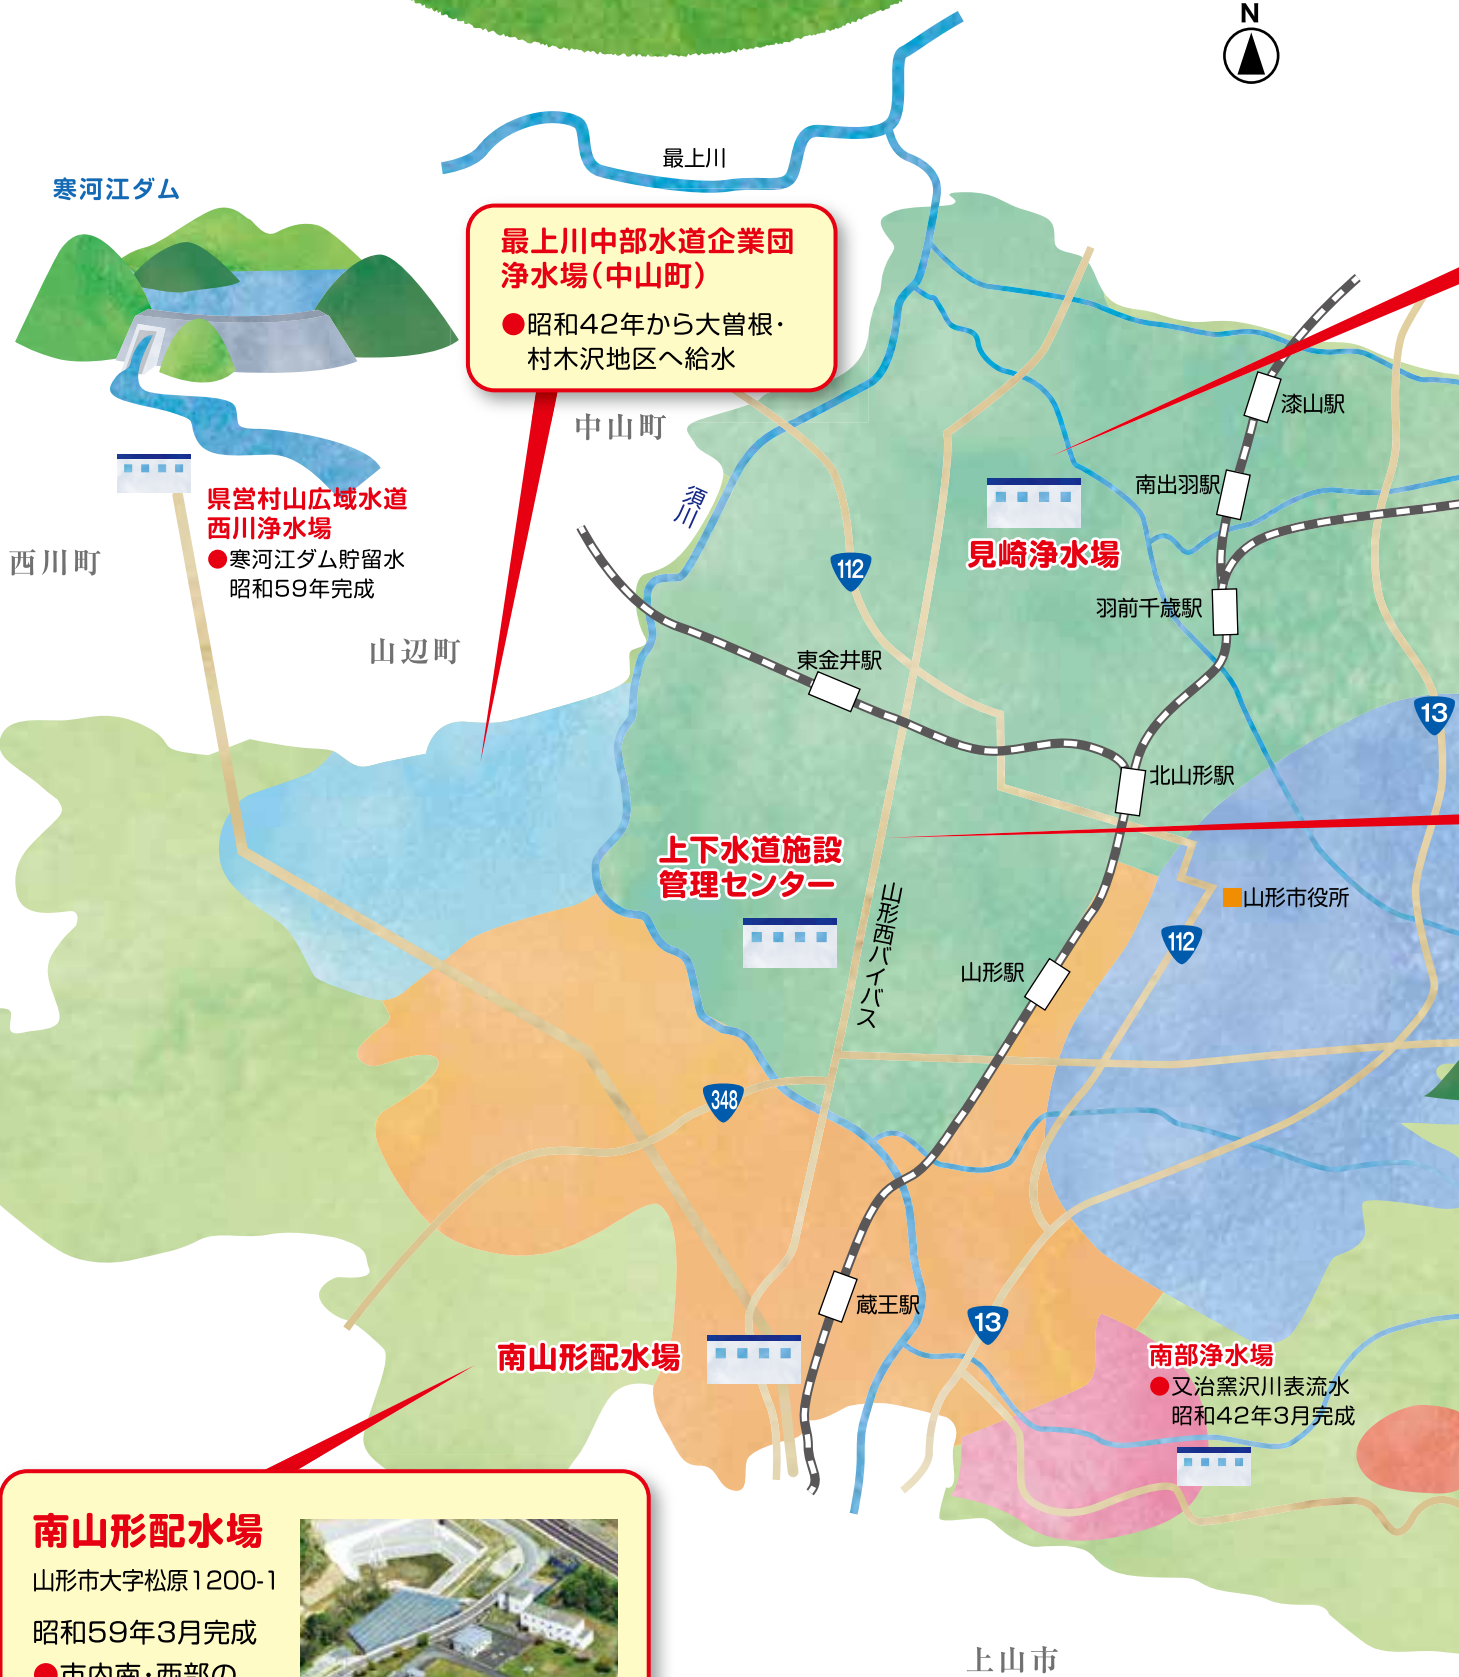 N
最上川
寒河江ダム
最上川中部水道企業団
浄水場（中山町）
●昭和42年から大曽根・
村木沢地区へ給水
中山町
漆山駅
南出羽駅
須川
県営村山広域水道
西川浄水場
●寒河江ダム貯留水
昭和59年完成
西川町
見崎浄水場
112
羽前千歳駅
山辺町
東金井駅
13
北山形駅
上下水道施設
管理センター
山形西バイパス
山形市役所
112
山形駅
348
蔵王駅
13
南山形配水場
南部浄水場
●又治窯沢川表流水
昭和42年3月完成
南山形配水場
山形市大字松原1200-1
昭和59年3月完成
●市内南・西部の
上山市